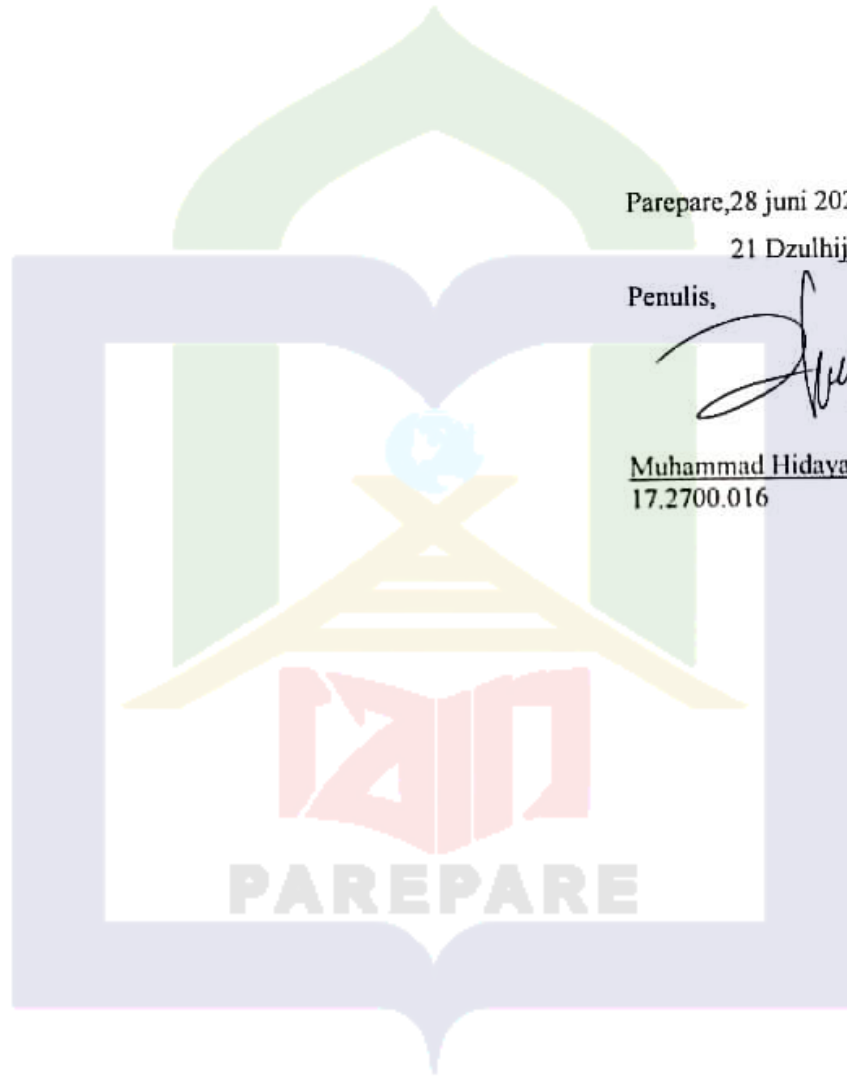 Parepare,28 juni 202
21 Dzulhij
Penulis,
Muhammad Hidaya
17.2700.016
PAREPARE